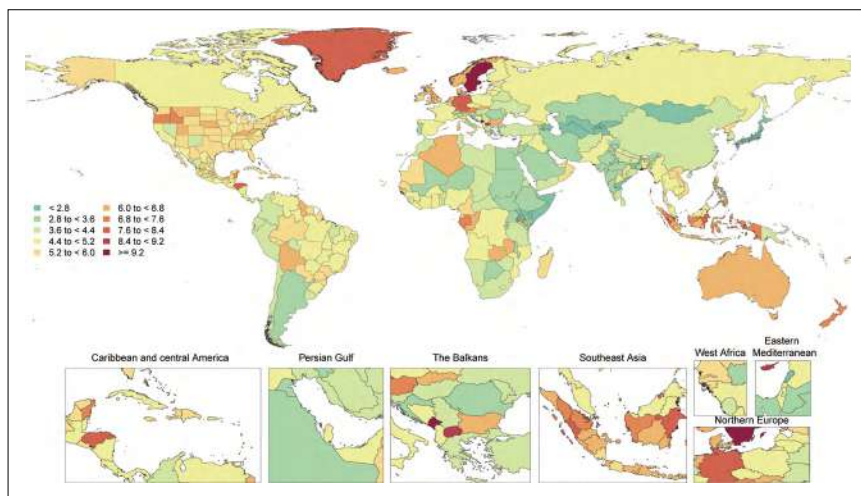 < 2.8
2.8 to < 3.6
3.6 to < 4.4
4.4 to < 5.2
5.2 to < 6.0
6.0 to < 6.8
6.8 to < 7.6
7.6 to < 8.4
8.4 to < 9.2
>= 9.2
Caribbean and central America
Persian Gulf
The Balkans
Southeast Asia
West Africa
Eastern
Mediterranean
Northern Europe